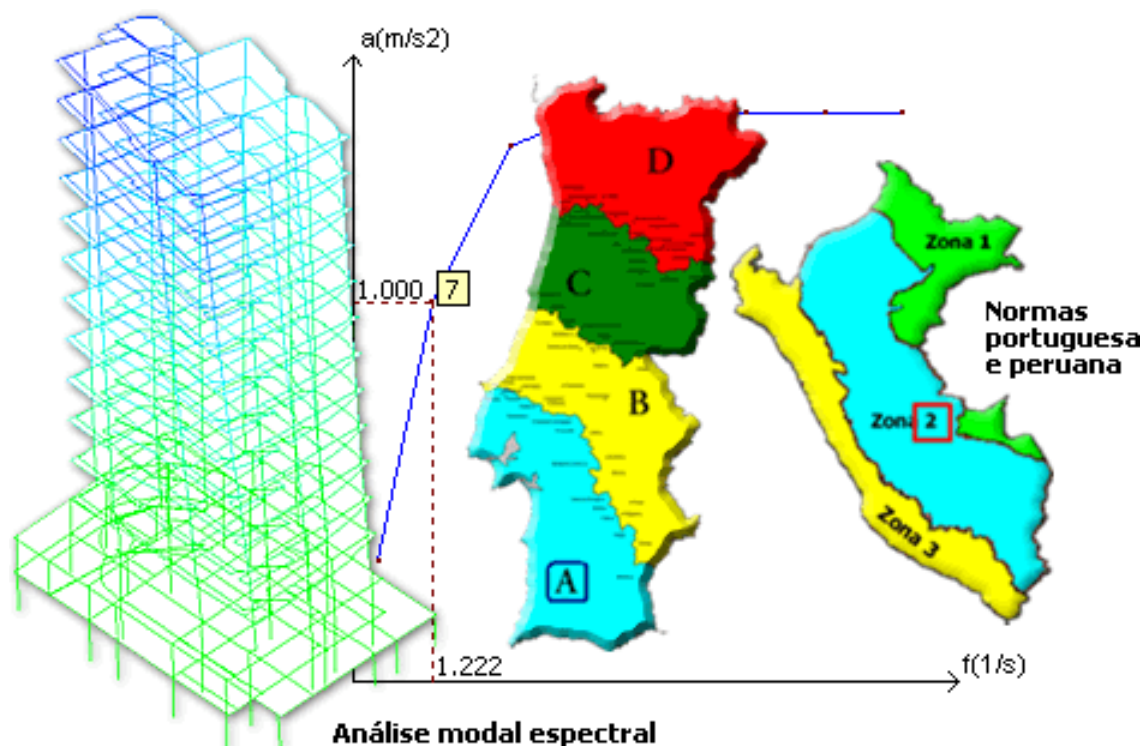 a(m/s2)
D
Zona 1
C
1.000
7
Normas
portuguesa
e peruana
B
Zona 2
Zona 3
A
1.222
f(1/s)
Análise modal espectral